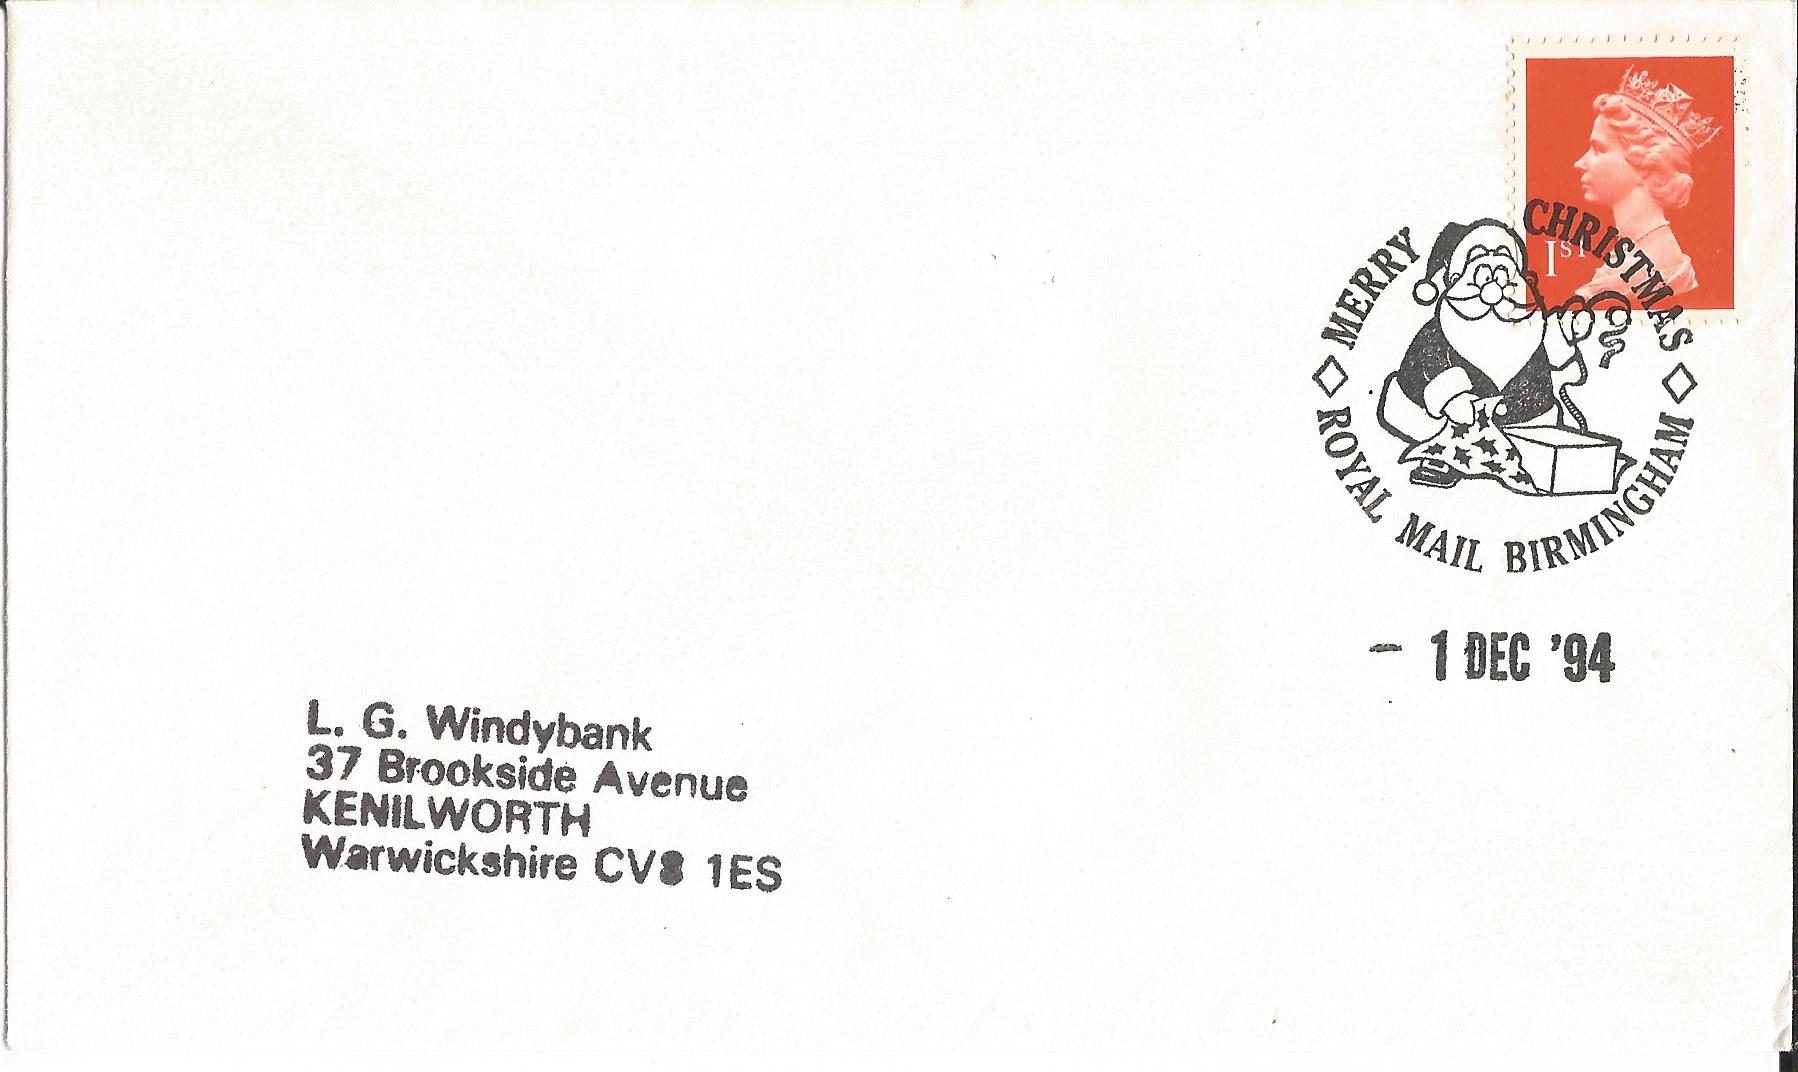 1ST
MERRY CHRISTMAS
ROYAL MAIL BIRMINGHAM
- 1 DEC '94
L. G. Windybank
37 Brookside Avenue
KENILWORTH
Warwickshire CV8 1ES